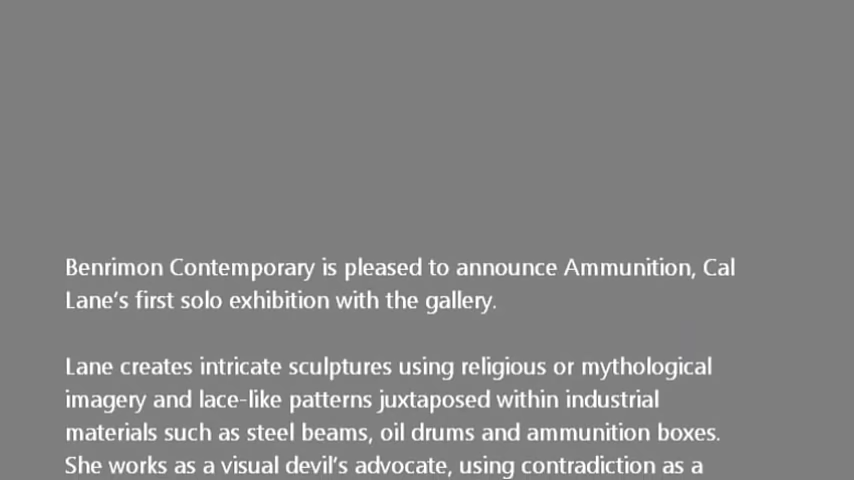 Benrimon Contemporary is pleased to announce Ammunition, Cal
Lane's first solo exhibition with the gallery.
Lane creates intricate sculptures using religious or mythological
imagery and lace-like patterns juxtaposed within industrial
materials such as steel beams, oil drums and ammunition boxes.
She works as a visual devil's advocate, using contradiction as a